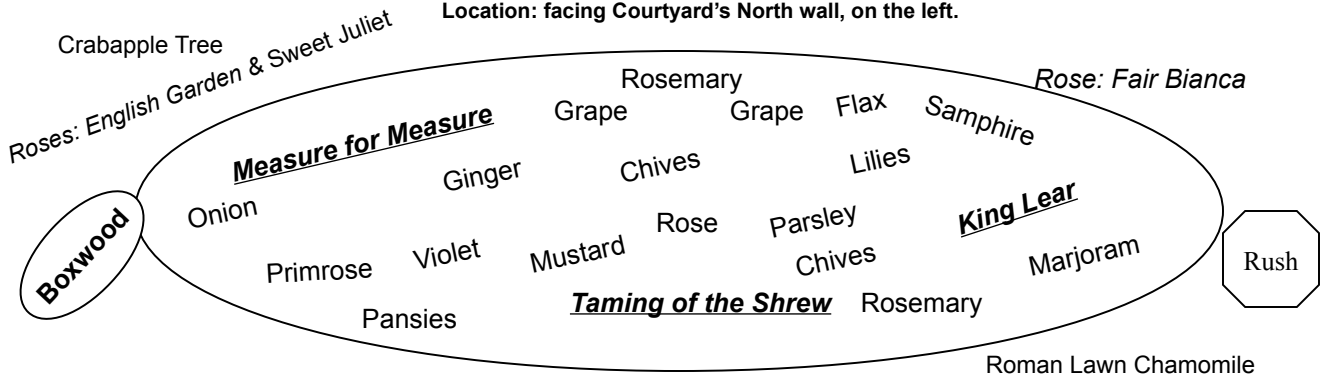 Location: facing Courtyard's North wall, on the left.
Crabapple Tree
Roses: English Garden & Sweet Juliet
Rosemary
Rose: Fair Bianca
Grape
Grape
Flax
Samphire
Measure for Measure
Ginger
Chives
Lilies
Onion
Rose
Parsley
King Lear
Boxwood
Primrose
Violet
Mustard
Chives
Marjoram
Rush
Pansies
Taming of the Shrew
Rosemary
Roman Lawn Chamomile